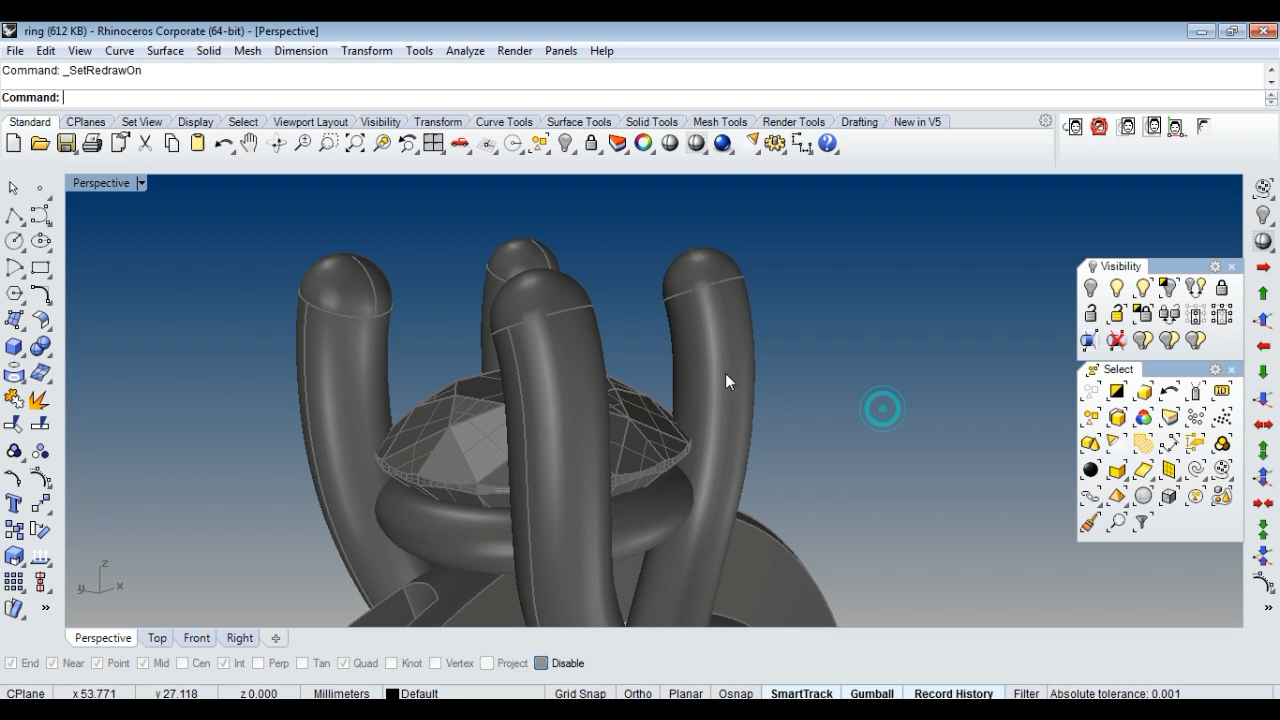 ring (612 KB) - Rhinoceros Corporate (64-bit) - [Perspective]
File Edit View Curve Surface Solid Mesh Dimension Transform Tools Analyze Render Panels Help
Command: _SetRedrawOn
Command:
Standard CPlanes Set View Display Select Viewport Layout Visibility Transform Curve Tools Surface Tools Solid Tools Mesh Tools Render Tools Drafting New in V5
Perspective
Visibility
Select
z
y x
Perspective Top Front Right
End Near Point Mid Cen Int Perp Tan Quad Knot Vertex Project Disable
CPlane x 53.771 y 27.118 z 0.000 Millimeters Default Grid Snap Ortho Planar Osnap SmartTrack Gumball Record History Filter Absolute tolerance: 0.001